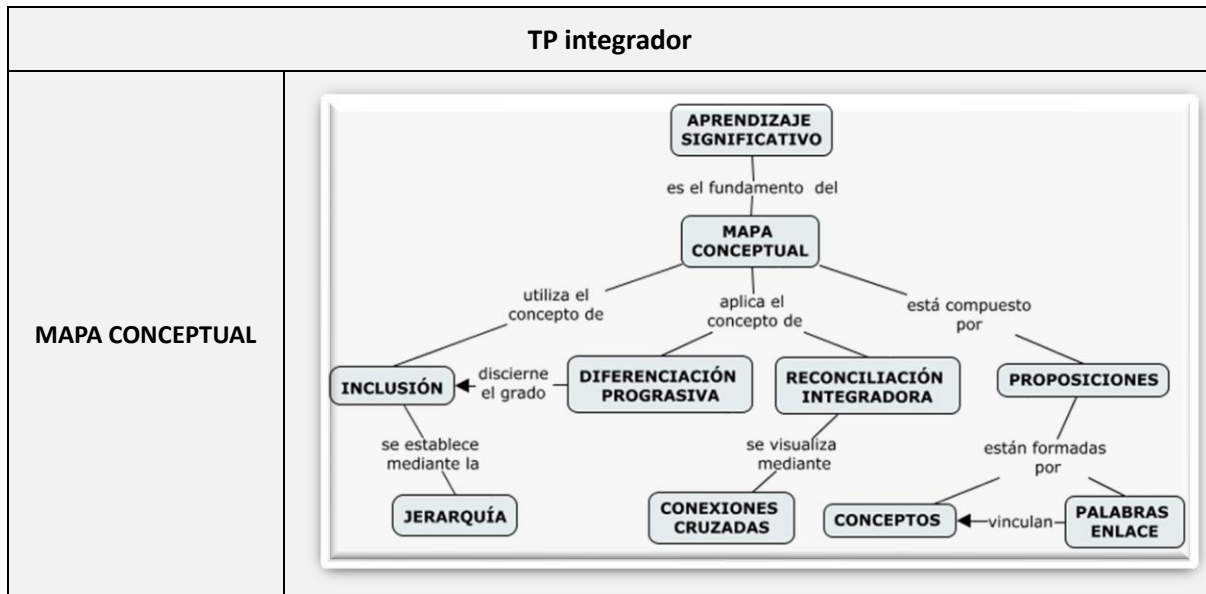 TP integrador
MAPA CONCEPTUAL
APRENDIZAJE
SIGNIFICATIVO
es el fundamento del
MAPA
CONCEPTUAL
utiliza el
concepto de
aplica el
concepto de
está compuesto
por
INCLUSIÓN
discierne
el grado
DIFERENCIACIÓN
PROGRASIVA
RECONCILIACIÓN
INTEGRADORA
PROPOSICIONES
se establece
mediante la
se visualiza
mediante
están formadas
por
JERARQUÍA
CONEXIONES
CRUZADAS
CONCEPTOS
vinculan
PALABRAS
ENLACE